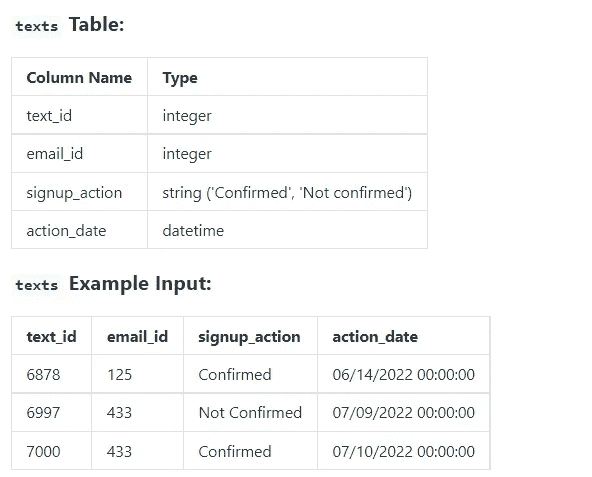 texts Table:
Column Name Type
text_id integer
email_id integer
signup_action string ('Confirmed', 'Not confirmed')
action_date datetime
texts Example Input:
text_id email_id signup_action action_date
6878 125 Confirmed 06/14/2022 00:00:00
6997 433 Not Confirmed 07/09/2022 00:00:00
7000 433 Confirmed 07/10/2022 00:00:00